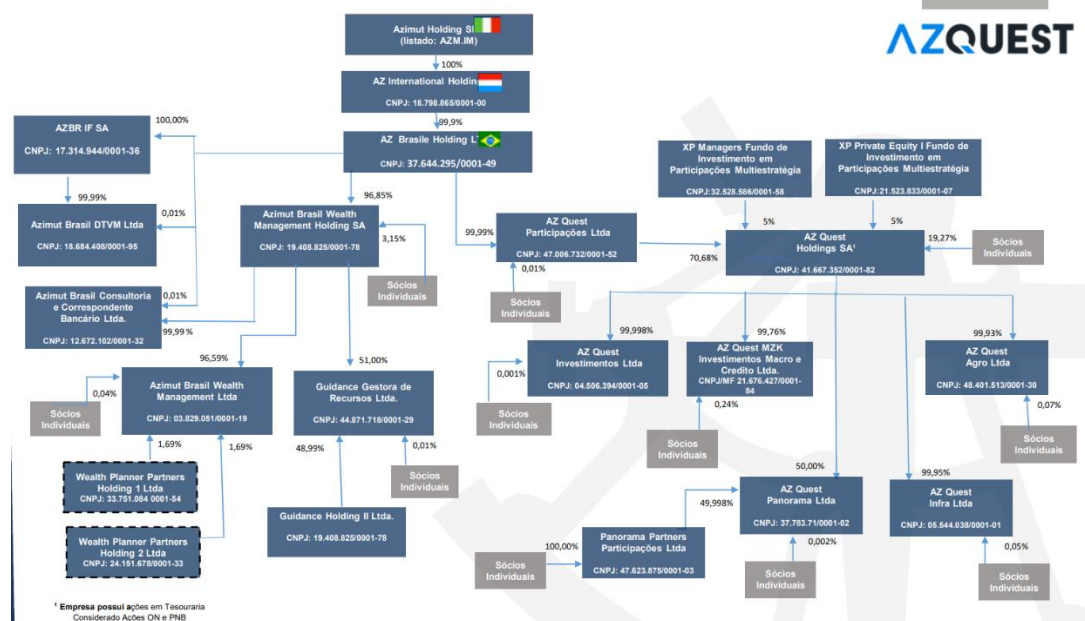 AZQUEST
Azimut Holding S
(listado: AZM.IM)
100%
AZ International Holdin
CNPJ: 18.798.865/0001-00
99,9%
AZ Brasile Holding L
CNPJ: 37.644.295/0001-49
AZBR IF SA
CNPJ: 17.314.944/0001-36
100,00%
99,99%
Azimut Brasil DTVM Ltda
CNPJ: 18.684.408/0001-95
0,01%
Azimut Brasil Consultoria
e Correspondente
Bancário Ltda.
CNPJ: 12.672.102/0001-32
0,01%
99,99 %
96,85%
Azimut Brasil Wealth
Management Holding SA
CNPJ: 19.408.825/0001-78
3,15%
Sócios
Individuais
99,99%
AZ Quest
Participações Ltda
CNPJ: 47.006.732/0001-52
0,01%
Sócios
Individuais
XP Managers Fundo de
Investimento em
Participações Multiestratégia
CNPJ:32.528.586/0001-58
5%
XP Private Equity I Fundo de
Investimento em
Participações Multiestratégia
CNPJ:21.523.833/0001-07
5%
70,68%
AZ Quest
Holdings SA¹
CNPJ: 41.667.352/0001-82
19,27%
Sócios
Individuais
96,59%
Azimut Brasil Wealth
Management Ltda
CNPJ: 03.829.051/0001-19
0,04%
Sócios
Individuais
1,69%
1,69%
Wealth Planner Partners
Holding 1 Ltda
CNPJ: 33.751.084 0001-54
Wealth Planner Partners
Holding 2 Ltda
CNPJ: 24.151.678/0001-33
51,00%
Guidance Gestora de
Recursos Ltda.
CNPJ: 44.871.718/0001-29
48,99%
0,01%
Sócios
Individuais
Guidance Holding II Ltda.
CNPJ: 19.408.825/0001-78
99,998%
AZ Quest
Investimentos Ltda
CNPJ: 04.506.394/0001-05
0,001%
Sócios
Individuais
99,76%
AZ Quest MZK
Investimentos Macro e
Credito Ltda.
CNPJ/MF 21.676.427/0001-
84
0,24%
Sócios
Individuais
99,93%
AZ Quest
Agro Ltda
CNPJ: 48.401.513/0001-30
0,07%
Sócios
Individuais
50,00%
AZ Quest
Panorama Ltda
CNPJ: 37.783.71/0001-02
49,998%
0,002%
Sócios
Individuais
Panorama Partners
Participações Ltda
CNPJ: 47.623.875/0001-03
100,00%
Sócios
Individuais
99,95%
AZ Quest
Infra Ltda
CNPJ: 05.544.038/0001-01
0,05%
Sócios
Individuais
¹ Empresa possui ações em Tesouraria
Considerado Ações ON e PNB